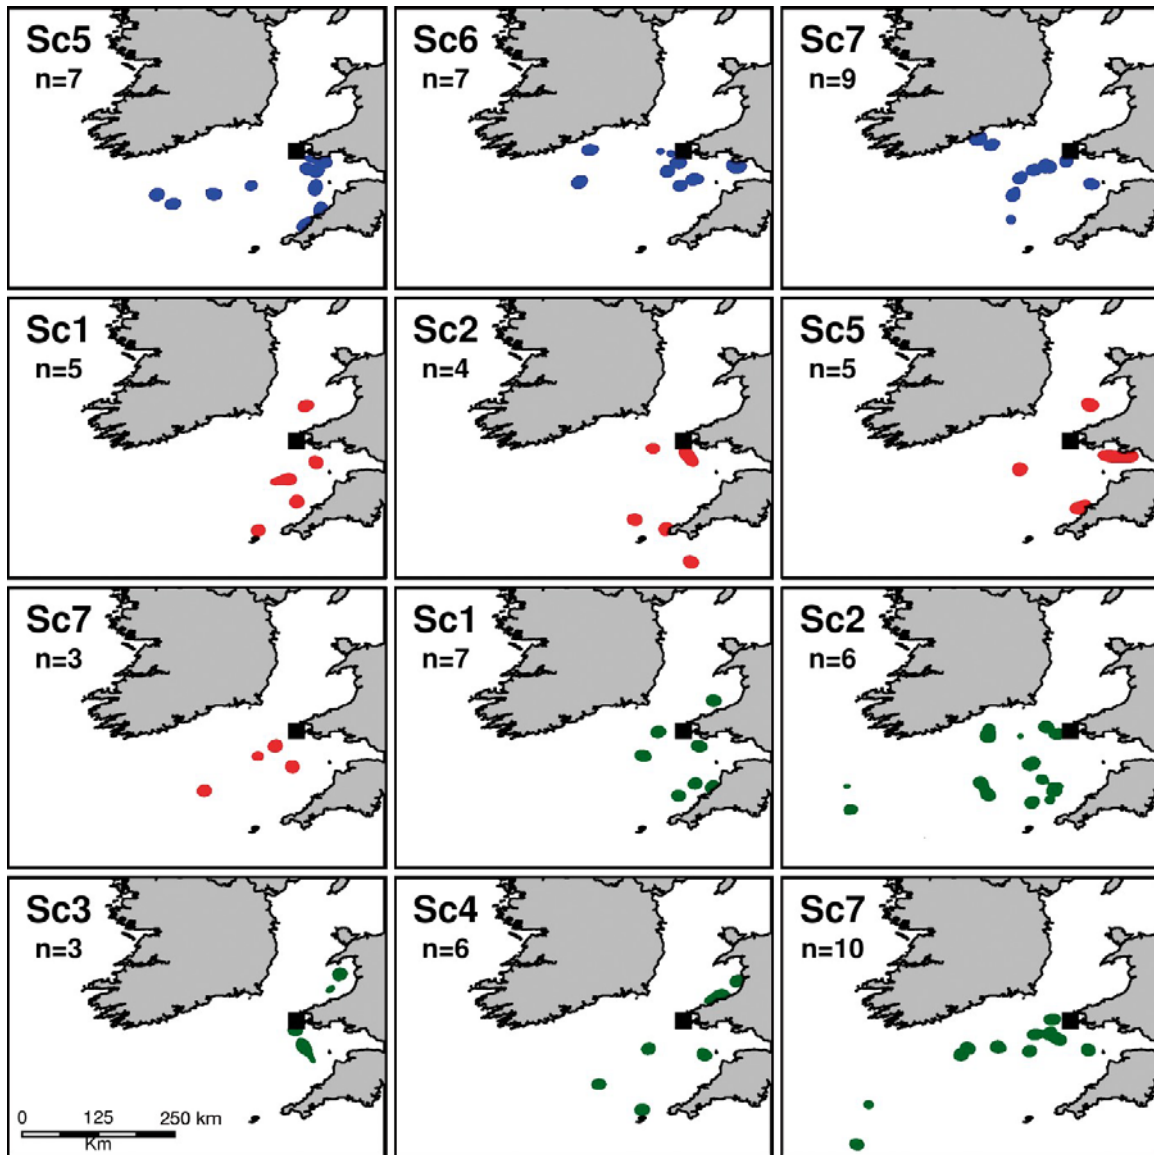 Sc5
n=7
Sc6
n=7
Sc7
n=9
Sc1
n=5
Sc2
n=4
Sc5
n=5
Sc7
n=3
Sc1
n=7
Sc2
n=6
Sc3
n=3
Sc4
n=6
Sc7
n=10
0 125 250 km
Km